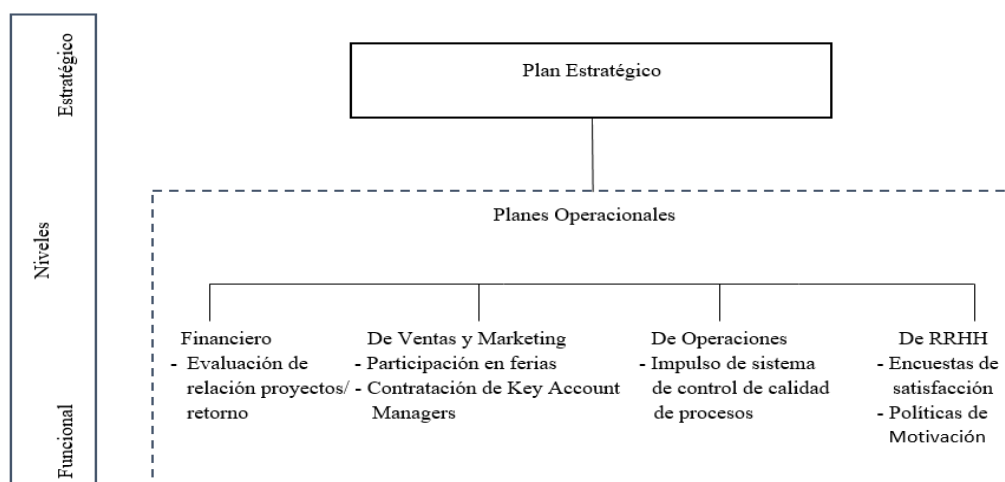 Estratégico
Niveles
Funcional
Plan Estratégico
Planes Operacionales
Financiero
- Evaluación de
relación proyectos/
retorno
De Ventas y Marketing
- Participación en ferias
- Contratación de Key Account
Managers
De Operaciones
- Impulso de sistema
de control de calidad
de procesos
De RRHH
- Encuestas de
satisfacción
- Políticas de
Motivación